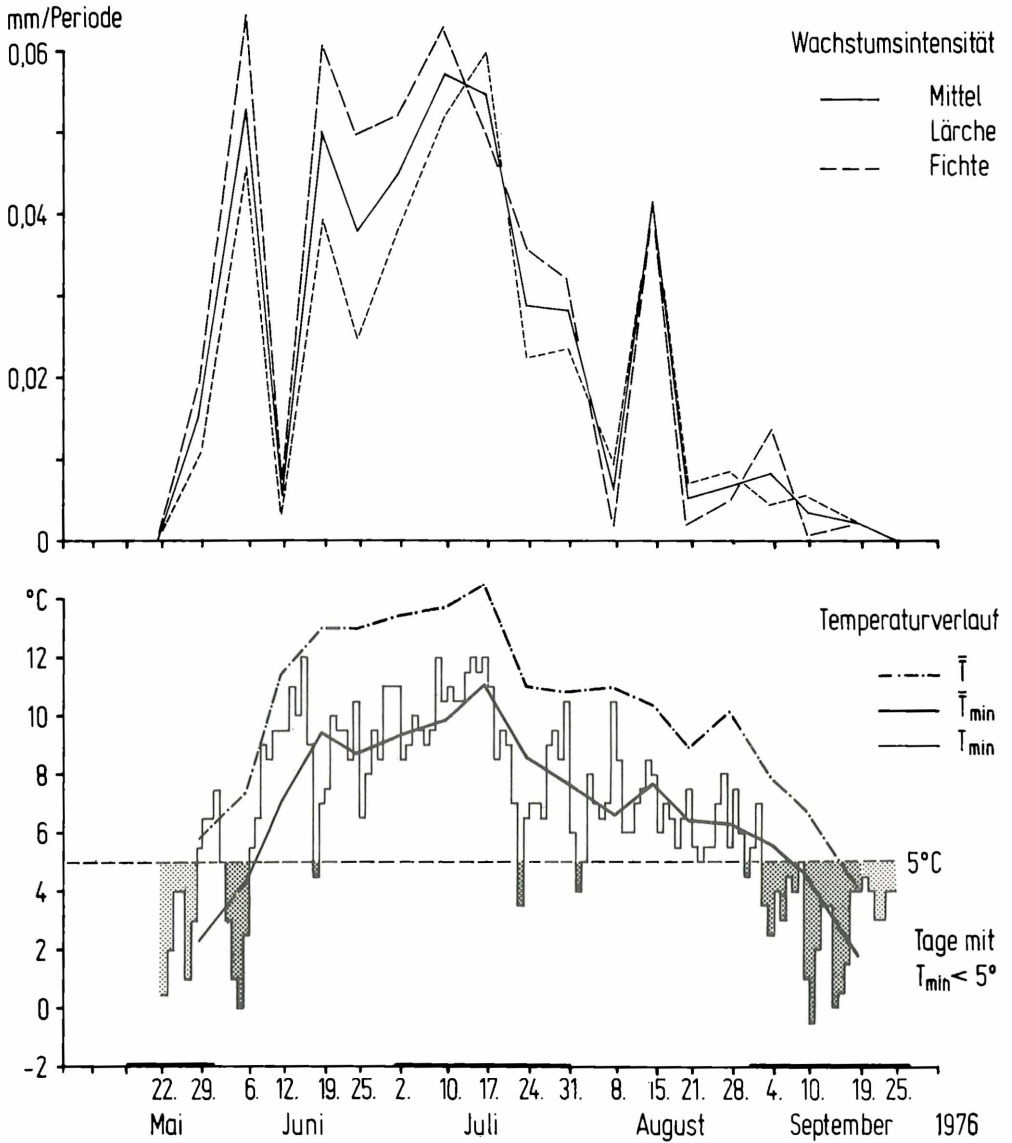 mm/Periode
0,06
0,04
0,02
0
Wachstumsintensität
Mittel
Lärche
Fichte
°C
12
10
8
6
4
2
0
-2
Temperaturverlauf
T̄
T̄min
Tmin
5°C
Tage mit
Tmin< 5°
22. 29. 6. 12. 19. 25. 2. 10. 17. 24. 31. 8. 15. 21. 28. 4. 10. 19. 25.
Mai Juni Juli August September 1976